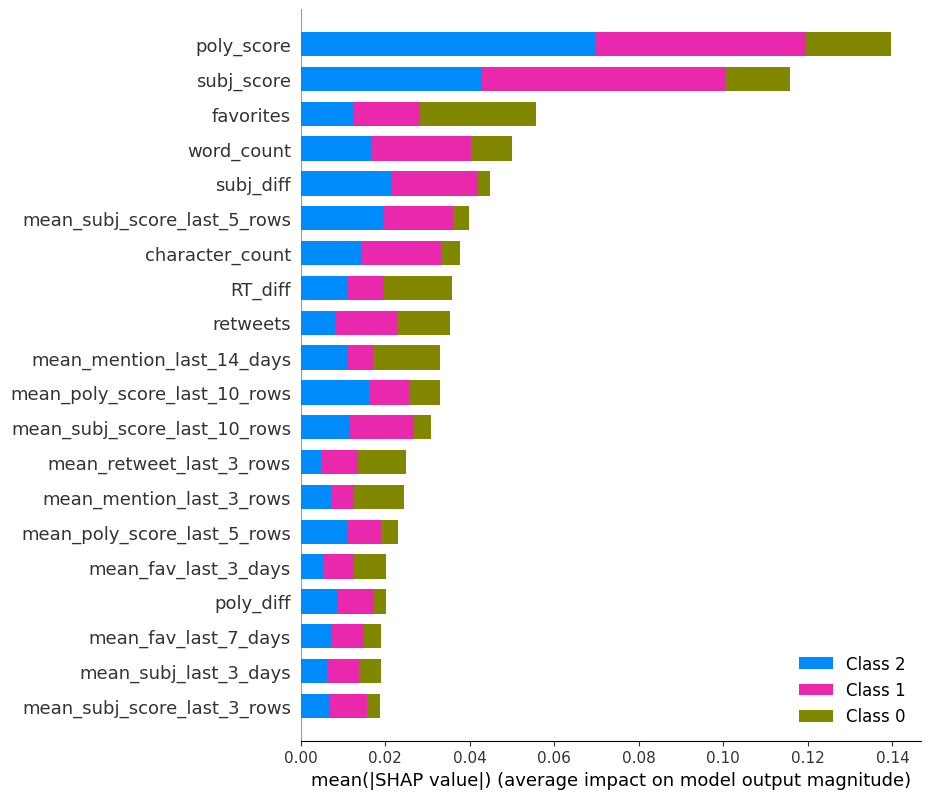 poly_score
subj_score
favorites
word_count
subj_diff
mean_subj_score_last_5_rows
character_count
RT_diff
retweets
mean_mention_last_14_days
mean_poly_score_last_10_rows
mean_subj_score_last_10_rows
mean_retweet_last_3_rows
mean_mention_last_3_rows
mean_poly_score_last_5_rows
mean_fav_last_3_days
poly_diff
mean_fav_last_7_days
mean_subj_last_3_days
mean_subj_score_last_3_rows
Class 2
Class 1
Class 0
0.00 0.02 0.04 0.06 0.08 0.10 0.12 0.14
mean(|SHAP value|) (average impact on model output magnitude)